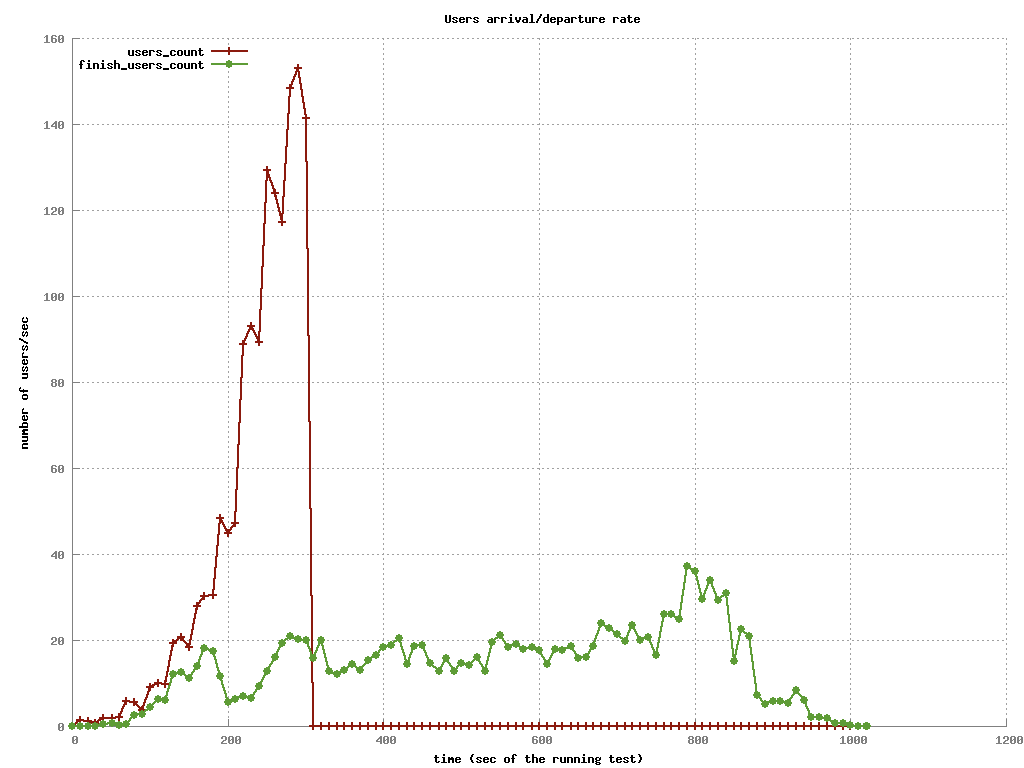 Users arrival/departure rate
160
users_count
finish_users_count
140
120
100
80
60
40
20
0
number of users/sec
0 200 400 600 800 1000 1200
time (sec of the running test)